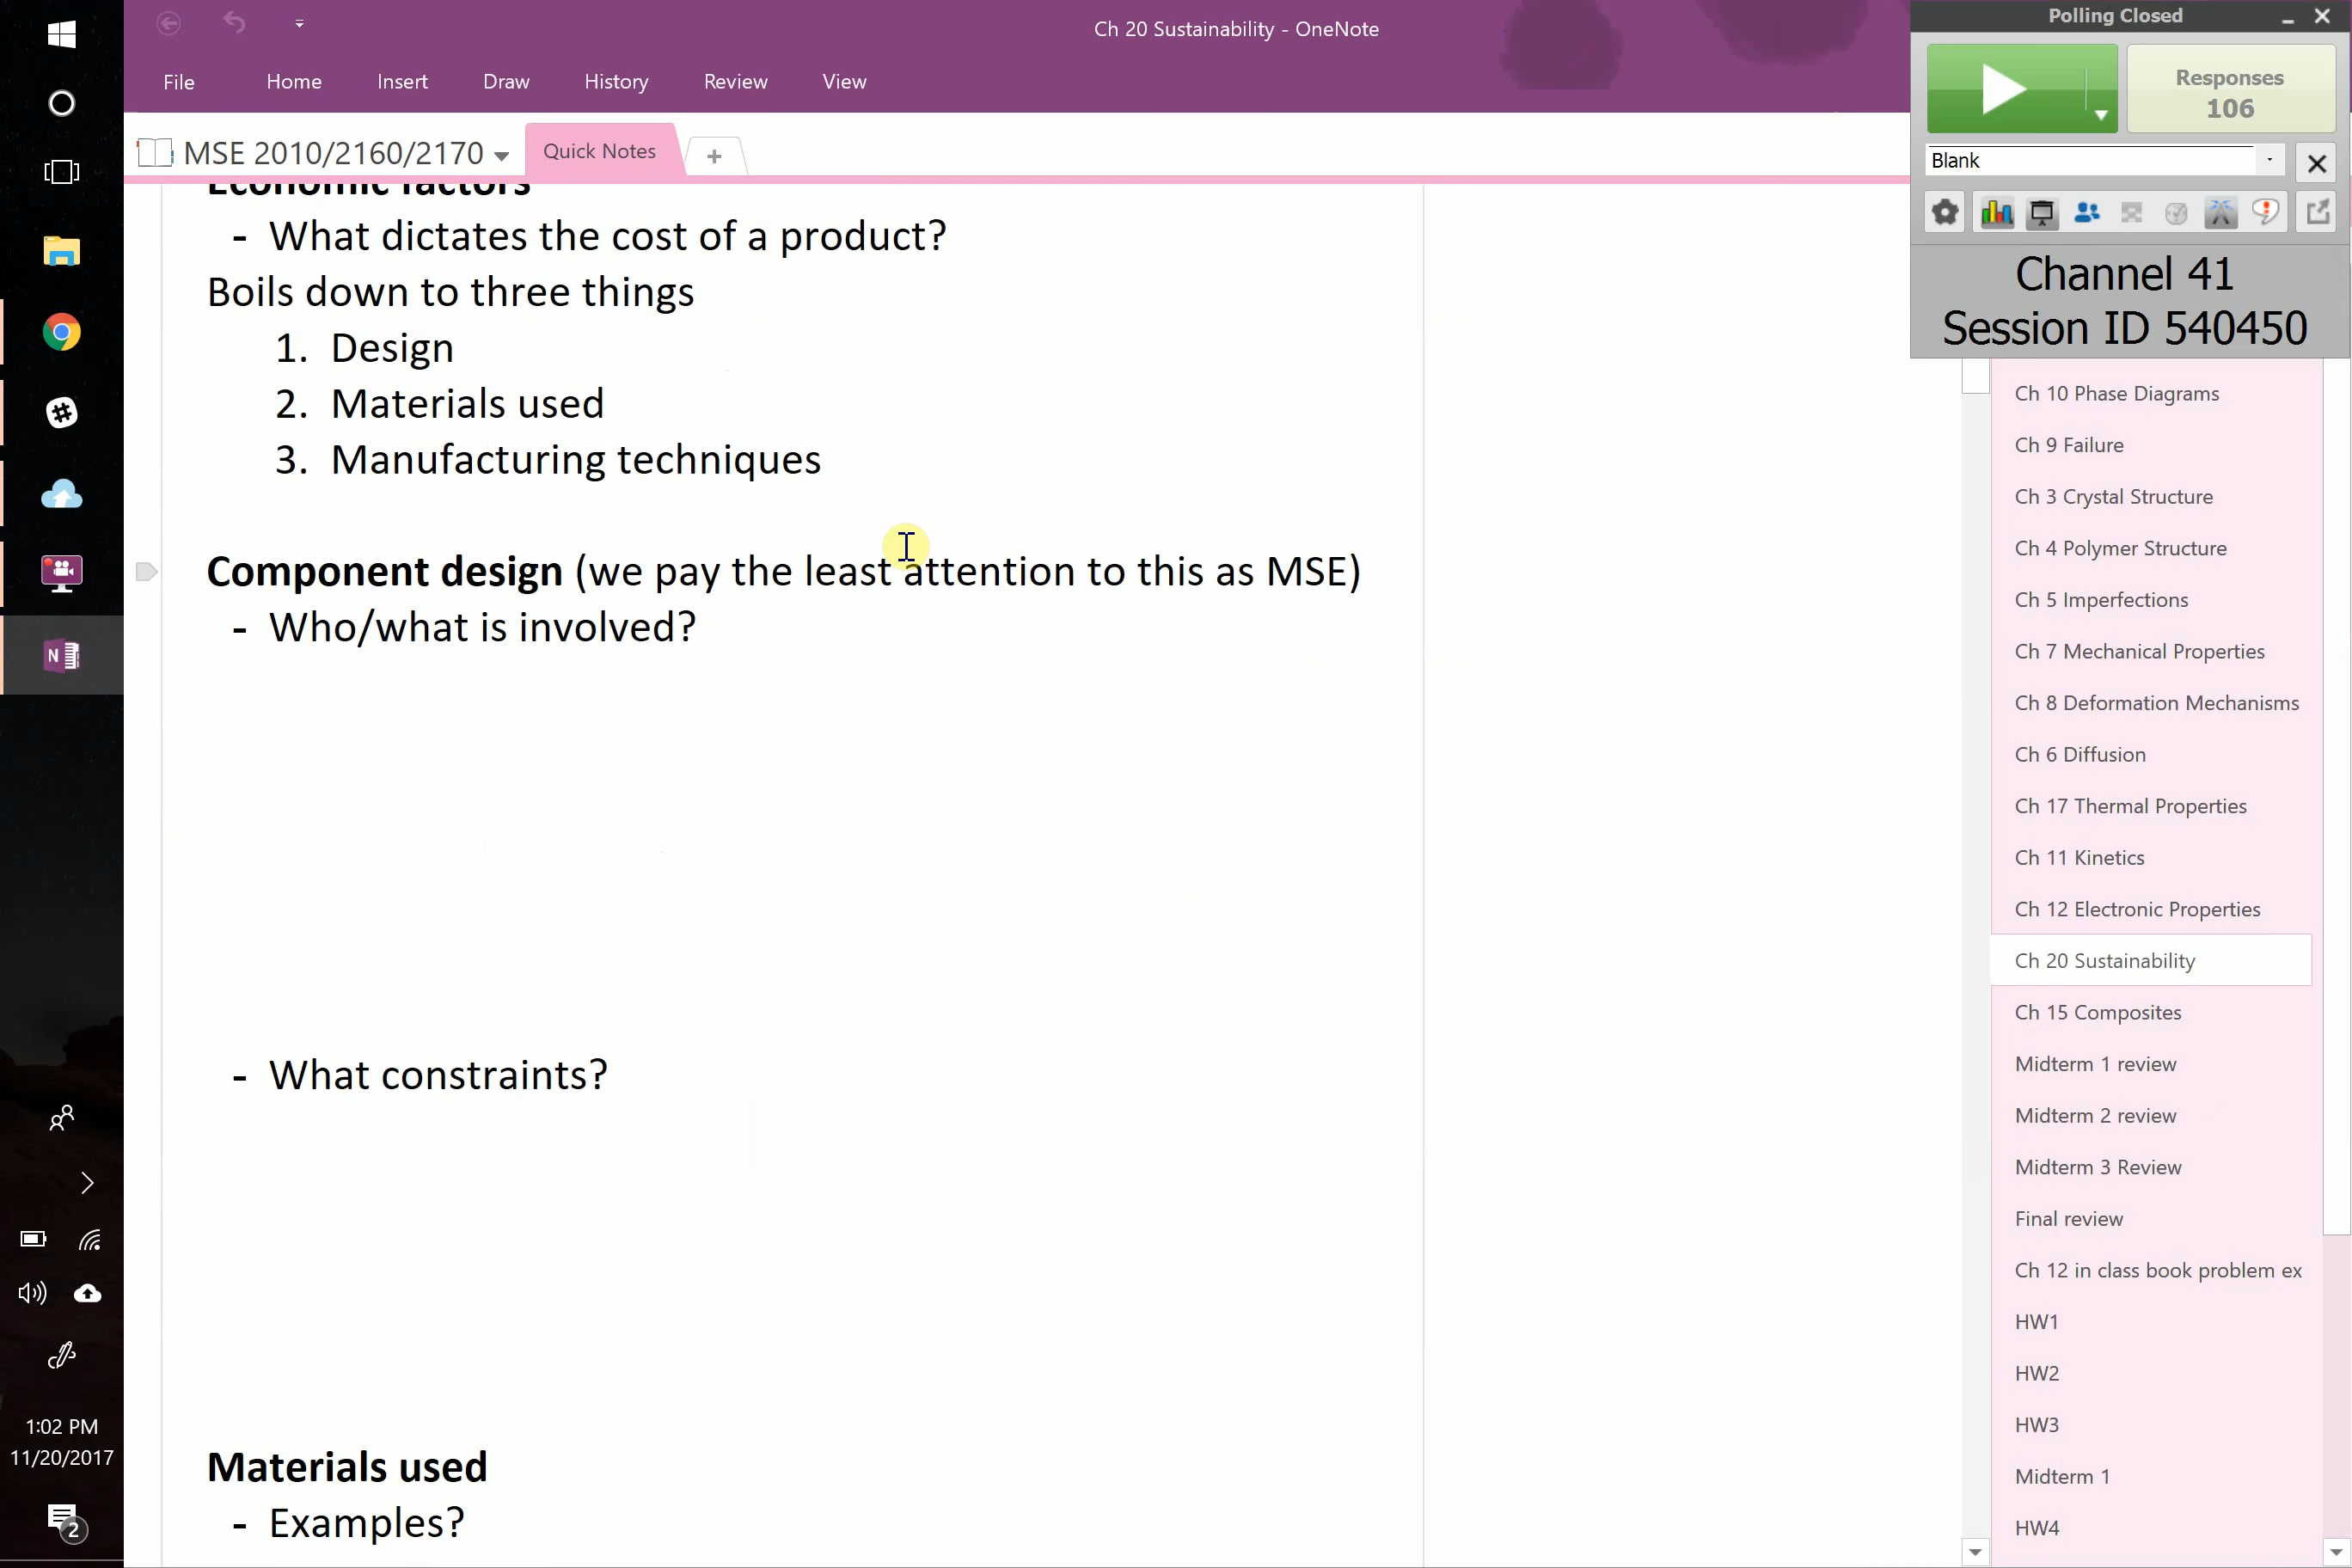 Ch 20 Sustainability - OneNote
Polling Closed
File Home Insert Draw History Review View
Responses
106
MSE 2010/2160/2170
Quick Notes
Blank
Channel 41
Session ID 540450
Economic factors
- What dictates the cost of a product?
Boils down to three things
1. Design
2. Materials used
3. Manufacturing techniques
Component design (we pay the least attention to this as MSE)
- Who/what is involved?
- What constraints?
Materials used
- Examples?
Ch 10 Phase Diagrams
Ch 9 Failure
Ch 3 Crystal Structure
Ch 4 Polymer Structure
Ch 5 Imperfections
Ch 7 Mechanical Properties
Ch 8 Deformation Mechanisms
Ch 6 Diffusion
Ch 17 Thermal Properties
Ch 11 Kinetics
Ch 12 Electronic Properties
Ch 20 Sustainability
Ch 15 Composites
Midterm 1 review
Midterm 2 review
Midterm 3 Review
Final review
Ch 12 in class book problem ex
HW1
HW2
HW3
Midterm 1
HW4
N
1:02 PM
11/20/2017
2